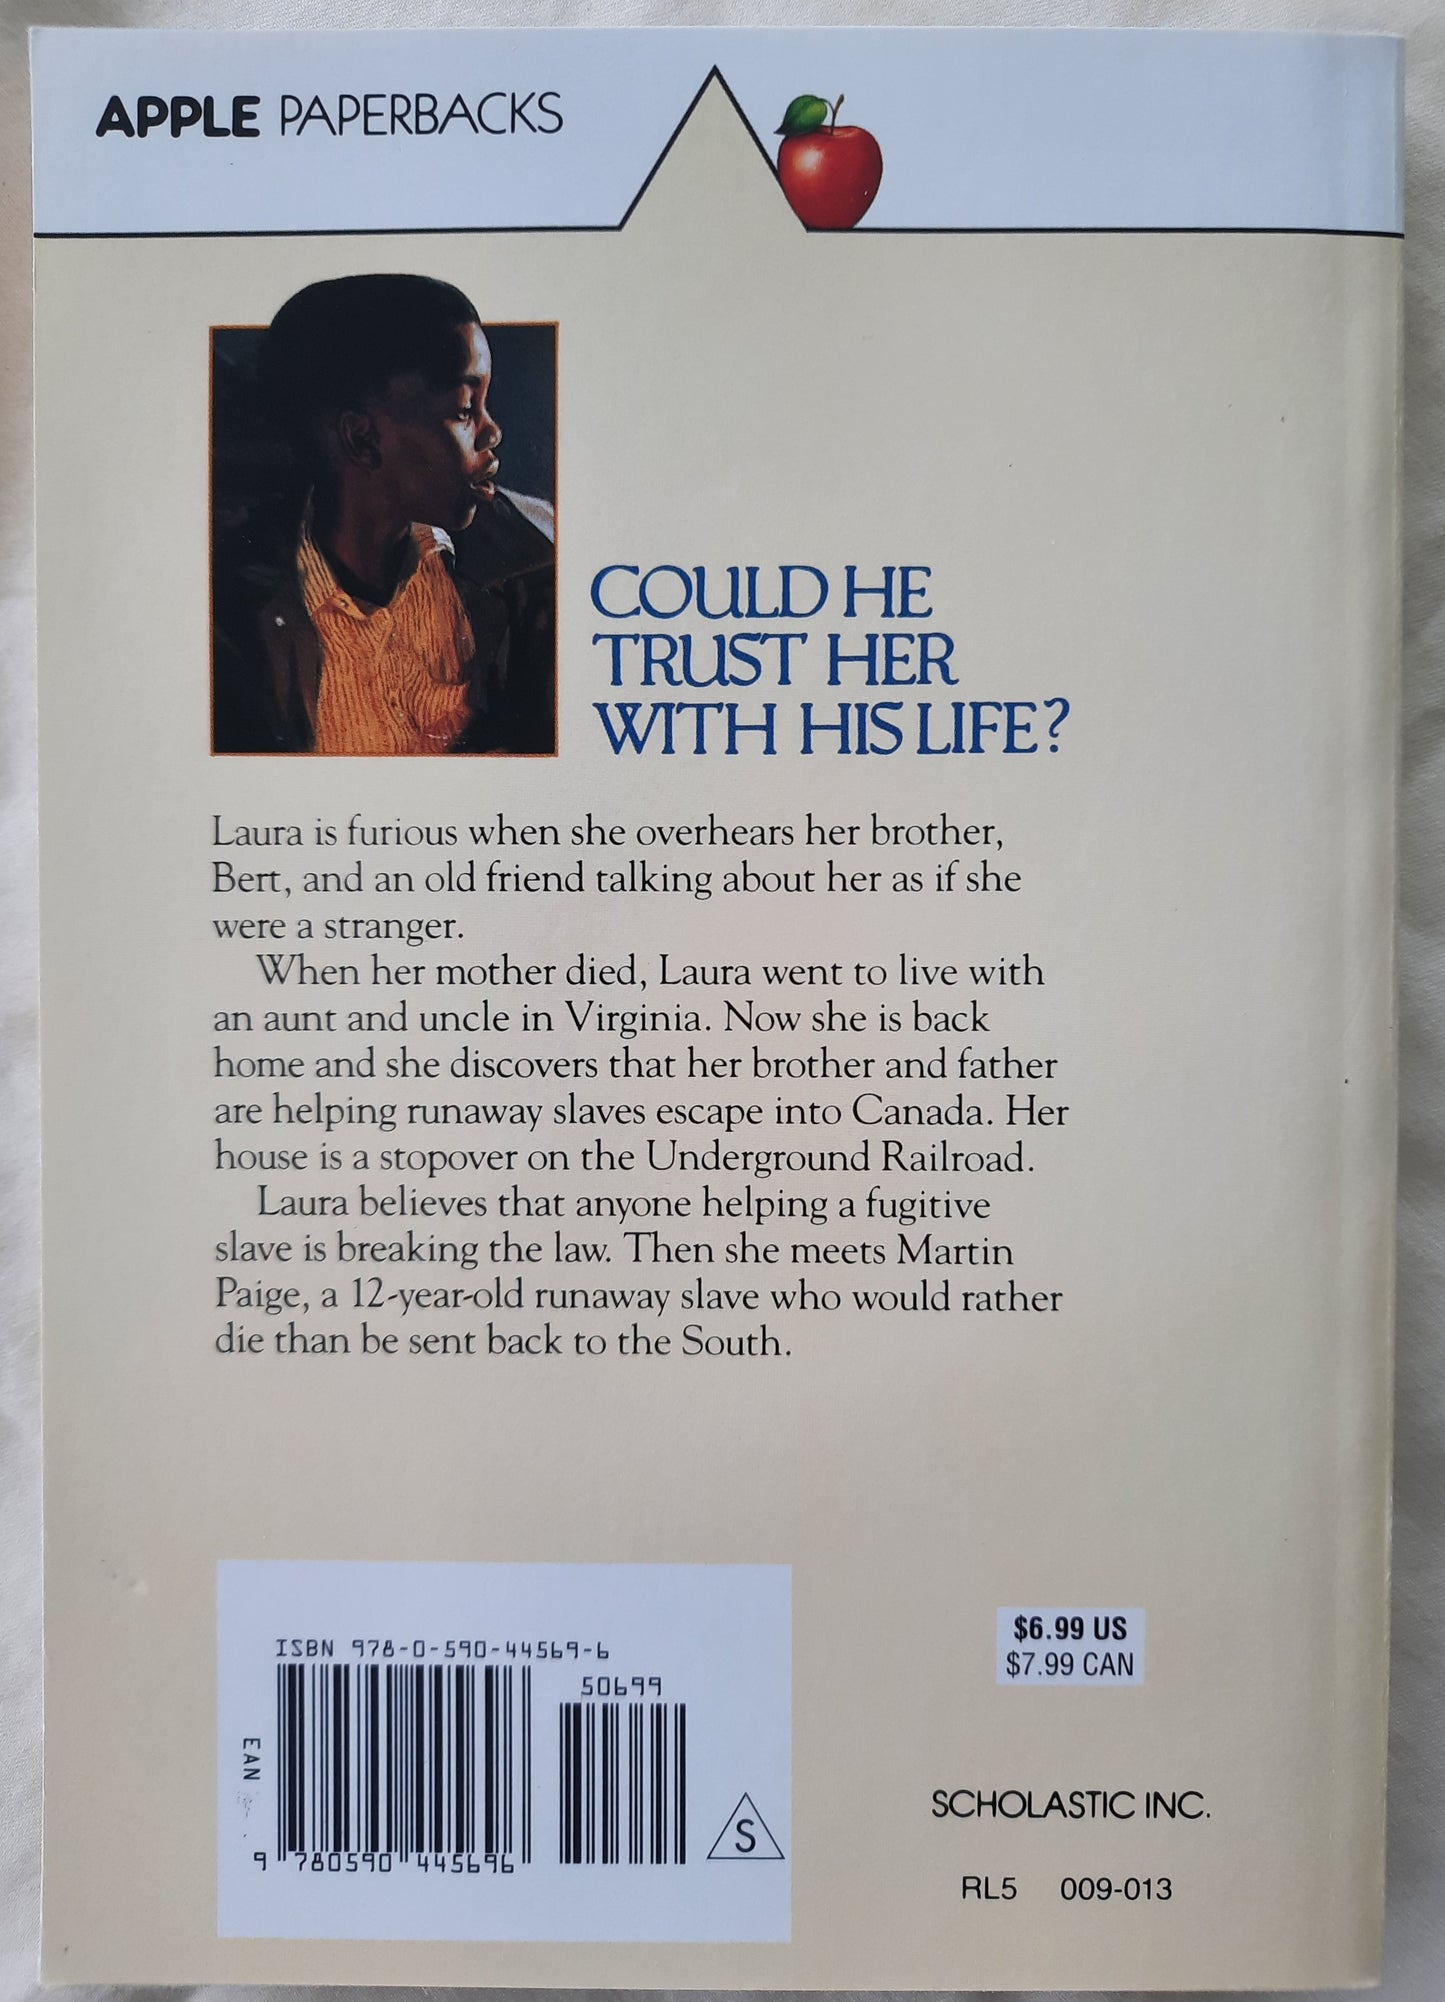 APPLE PAPERBACKS
COULD HE
TRUST HER
WITH HIS LIFE?
Laura is furious when she overhears her brother,
Bert, and an old friend talking about her as if she
were a stranger.
When her mother died, Laura went to live with
an aunt and uncle in Virginia. Now she is back
home and she discovers that her brother and father
are helping runaway slaves escape into Canada. Her
house is a stopover on the Underground Railroad.
Laura believes that anyone helping a fugitive
slave is breaking the law. Then she meets Martin
Paige, a 12-year-old runaway slave who would rather
die than be sent back to the South.
ISBN 978-0-590-44569-6
50699
EAN
9 780590 445696
S
$6.99 US
$7.99 CAN
SCHOLASTIC INC.
RL5 009-013